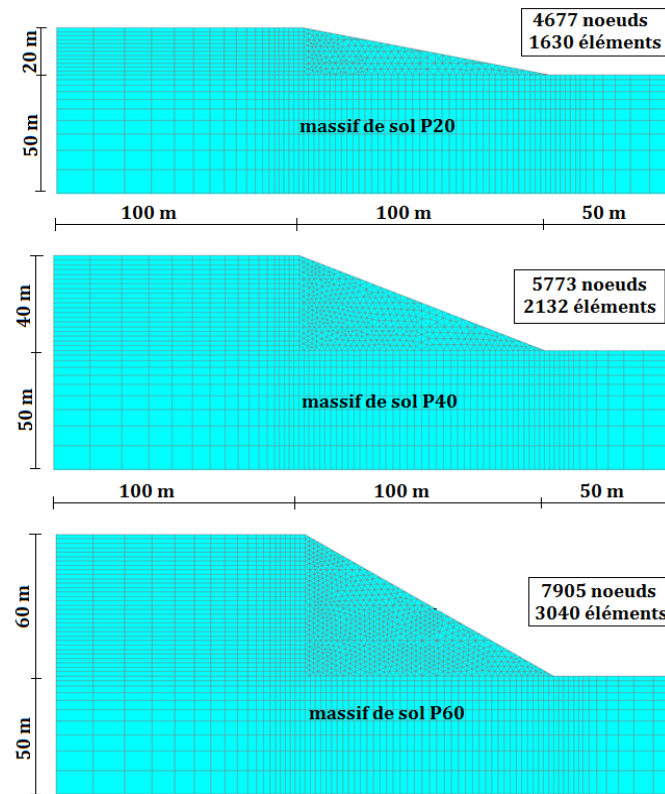 4677 noeuds
1630 éléments
20 m
massif de sol P20
50 m
100 m
100 m
50 m
5773 noeuds
2132 éléments
40 m
massif de sol P40
50 m
100 m
100 m
50 m
7905 noeuds
3040 éléments
60 m
massif de sol P60
50 m